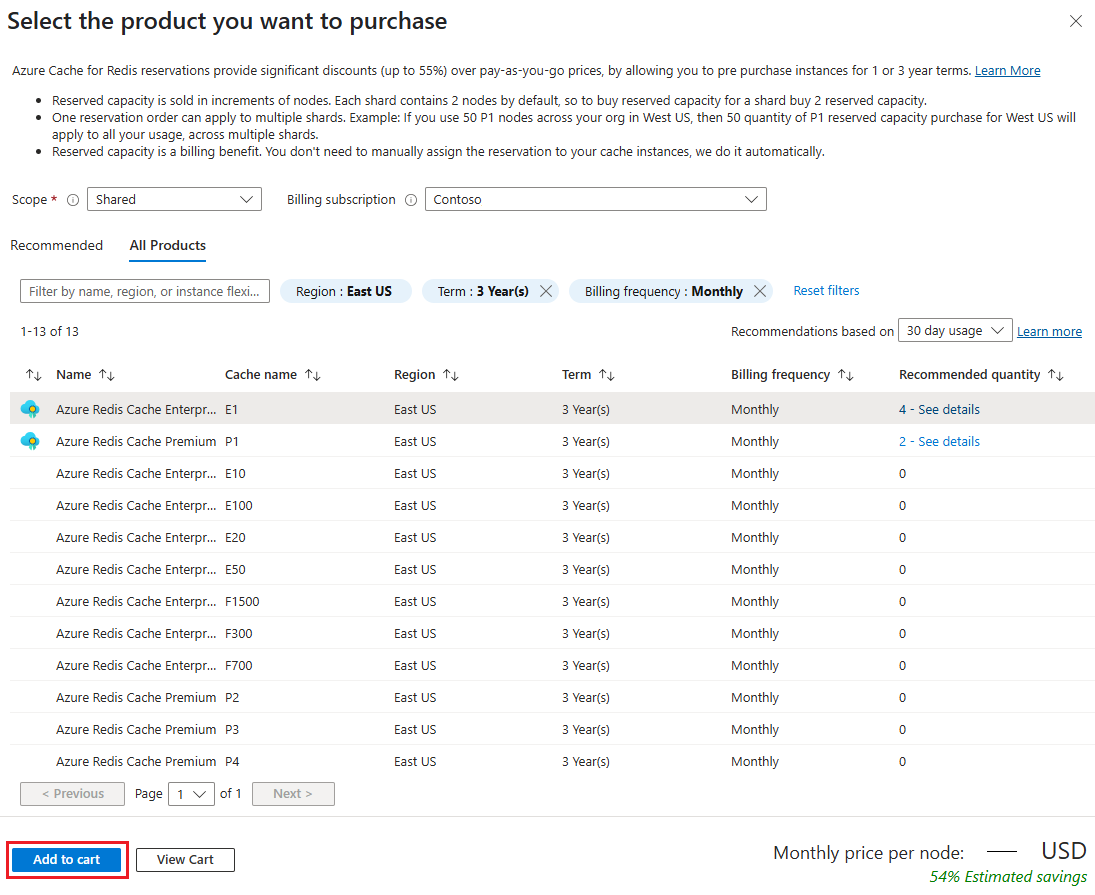 Select the product you want to purchase
Azure Cache for Redis reservations provide significant discounts (up to 55%) over pay-as-you-go prices, by allowing you to pre purchase instances for 1 or 3 year terms. Learn More
• Reserved capacity is sold in increments of nodes. Each shard contains 2 nodes by default, so to buy reserved capacity for a shard buy 2 reserved capacity.
• One reservation order can apply to multiple shards. Example: If you use 50 P1 nodes across your org in West US, then 50 quantity of P1 reserved capacity purchase for West US will
apply to all your usage, across multiple shards.
• Reserved capacity is a billing benefit. You don't need to manually assign the reservation to your cache instances, we do it automatically.
Scope * Shared Billing subscription Contoso
Recommended All Products
Filter by name, region, or instance flexi... Region : East US Term : 3 Year(s) Billing frequency : Monthly Reset filters
1-13 of 13 Recommendations based on 30 day usage Learn more
Name Cache name Region Term Billing frequency Recommended quantity
Azure Redis Cache Enterpr... E1 East US 3 Year(s) Monthly 4 - See details
Azure Redis Cache Premium P1 East US 3 Year(s) Monthly 2 - See details
Azure Redis Cache Enterpr... E10 East US 3 Year(s) Monthly 0
Azure Redis Cache Enterpr... E100 East US 3 Year(s) Monthly 0
Azure Redis Cache Enterpr... E20 East US 3 Year(s) Monthly 0
Azure Redis Cache Enterpr... E50 East US 3 Year(s) Monthly 0
Azure Redis Cache Enterpr... F1500 East US 3 Year(s) Monthly 0
Azure Redis Cache Enterpr... F300 East US 3 Year(s) Monthly 0
Azure Redis Cache Enterpr... F700 East US 3 Year(s) Monthly 0
Azure Redis Cache Premium P2 East US 3 Year(s) Monthly 0
Azure Redis Cache Premium P3 East US 3 Year(s) Monthly 0
Azure Redis Cache Premium P4 East US 3 Year(s) Monthly 0
< Previous Page 1 of 1 Next >
Add to cart View Cart Monthly price per node: — USD
54% Estimated savings